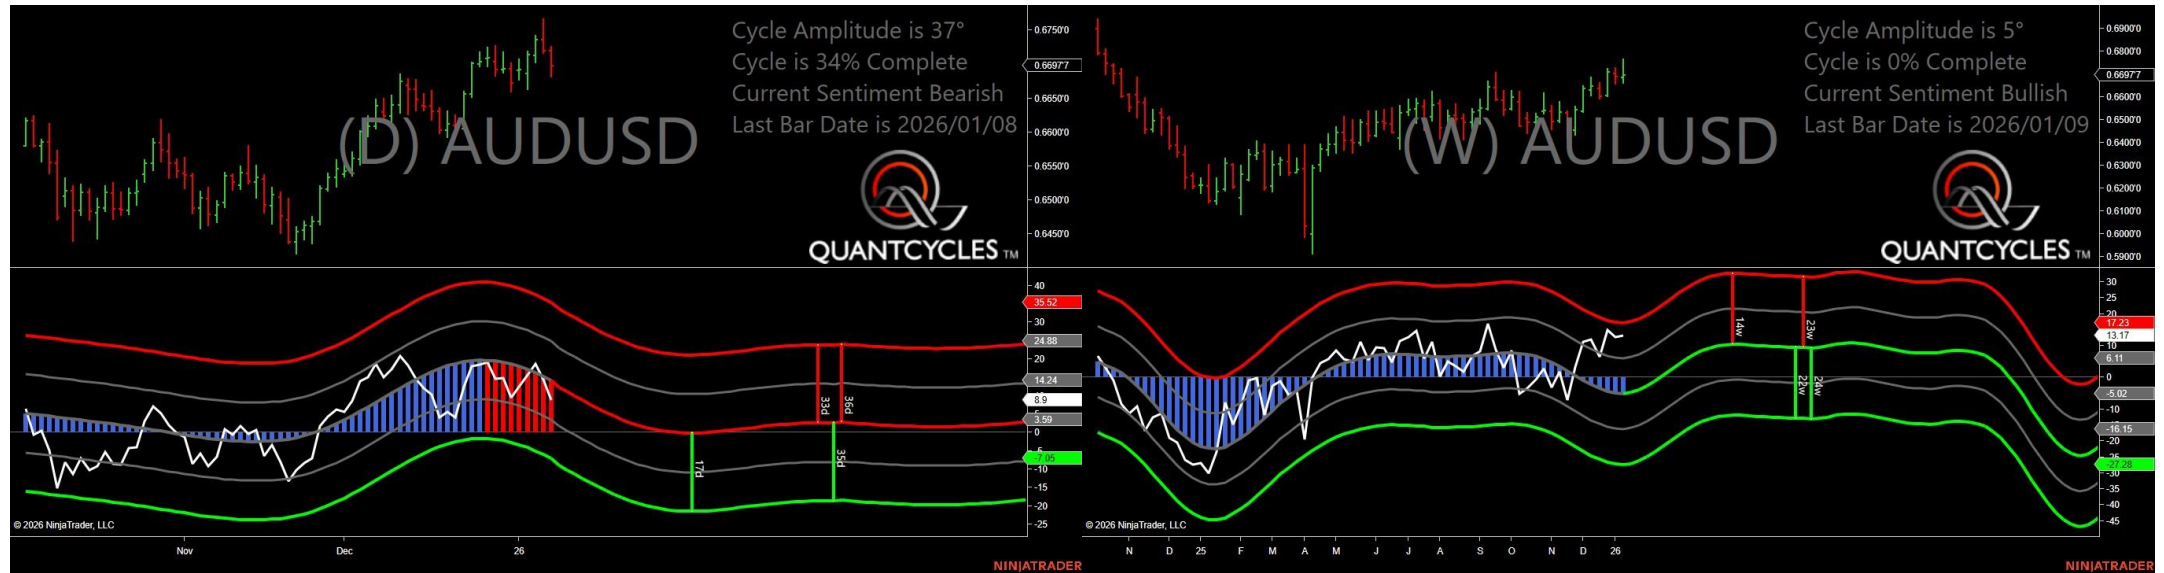 Cycle Amplitude is 37°
Cycle is 34% Complete
Current Sentiment Bearish
Last Bar Date is 2026/01/08
(D) AUDUSD
QUANTCYCLES TM
0.6750'0
0.6697'7
0.6650'0
0.6600'0
0.6550'0
0.6500'0
0.6450'0
40
35.52
30
24.88
20
14.24
8.9
3.59
0
-7.05
-10
-15
-20
-25
33d
36d
17d
35d
© 2026 NinjaTrader, LLC
Nov
Dec
26
NINJATRADER
Cycle Amplitude is 5°
Cycle is 0% Complete
Current Sentiment Bullish
Last Bar Date is 2026/01/09
(W) AUDUSD
QUANTCYCLES TM
0.6900'0
0.6800'0
0.6697'7
0.6600'0
0.6500'0
0.6400'0
0.6300'0
0.6200'0
0.6100'0
0.6000'0
0.5900'0
30
25
20
17.23
13.17
10
6.11
0
-5.02
-10
-16.15
-20
-27.28
-30
-35
-40
-45
14w
23w
22w
24w
© 2026 NinjaTrader, LLC
N
D
25
F
M
A
M
J
J
A
S
O
N
D
26
NINJATRADER